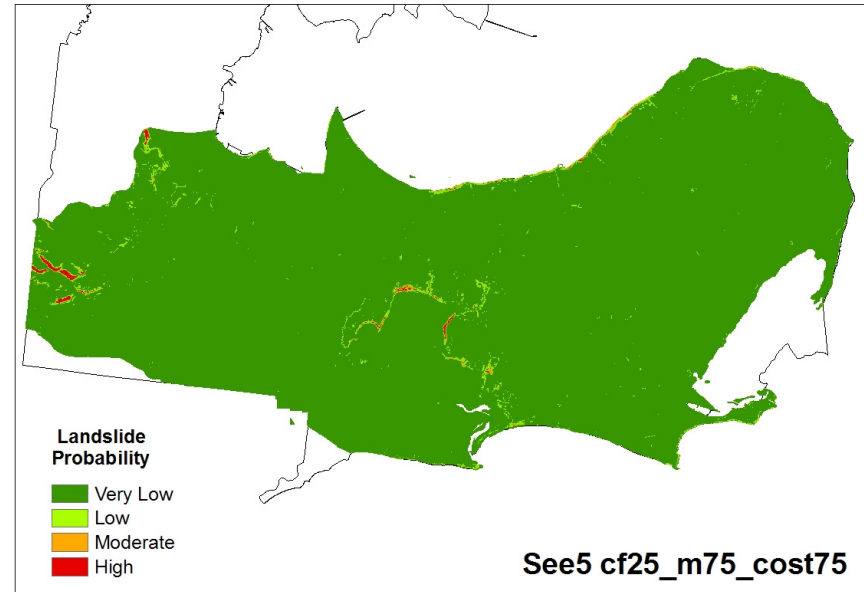 Landslide
Probability
Very Low
Low
Moderate
High
See5 cf25_m75_cost75